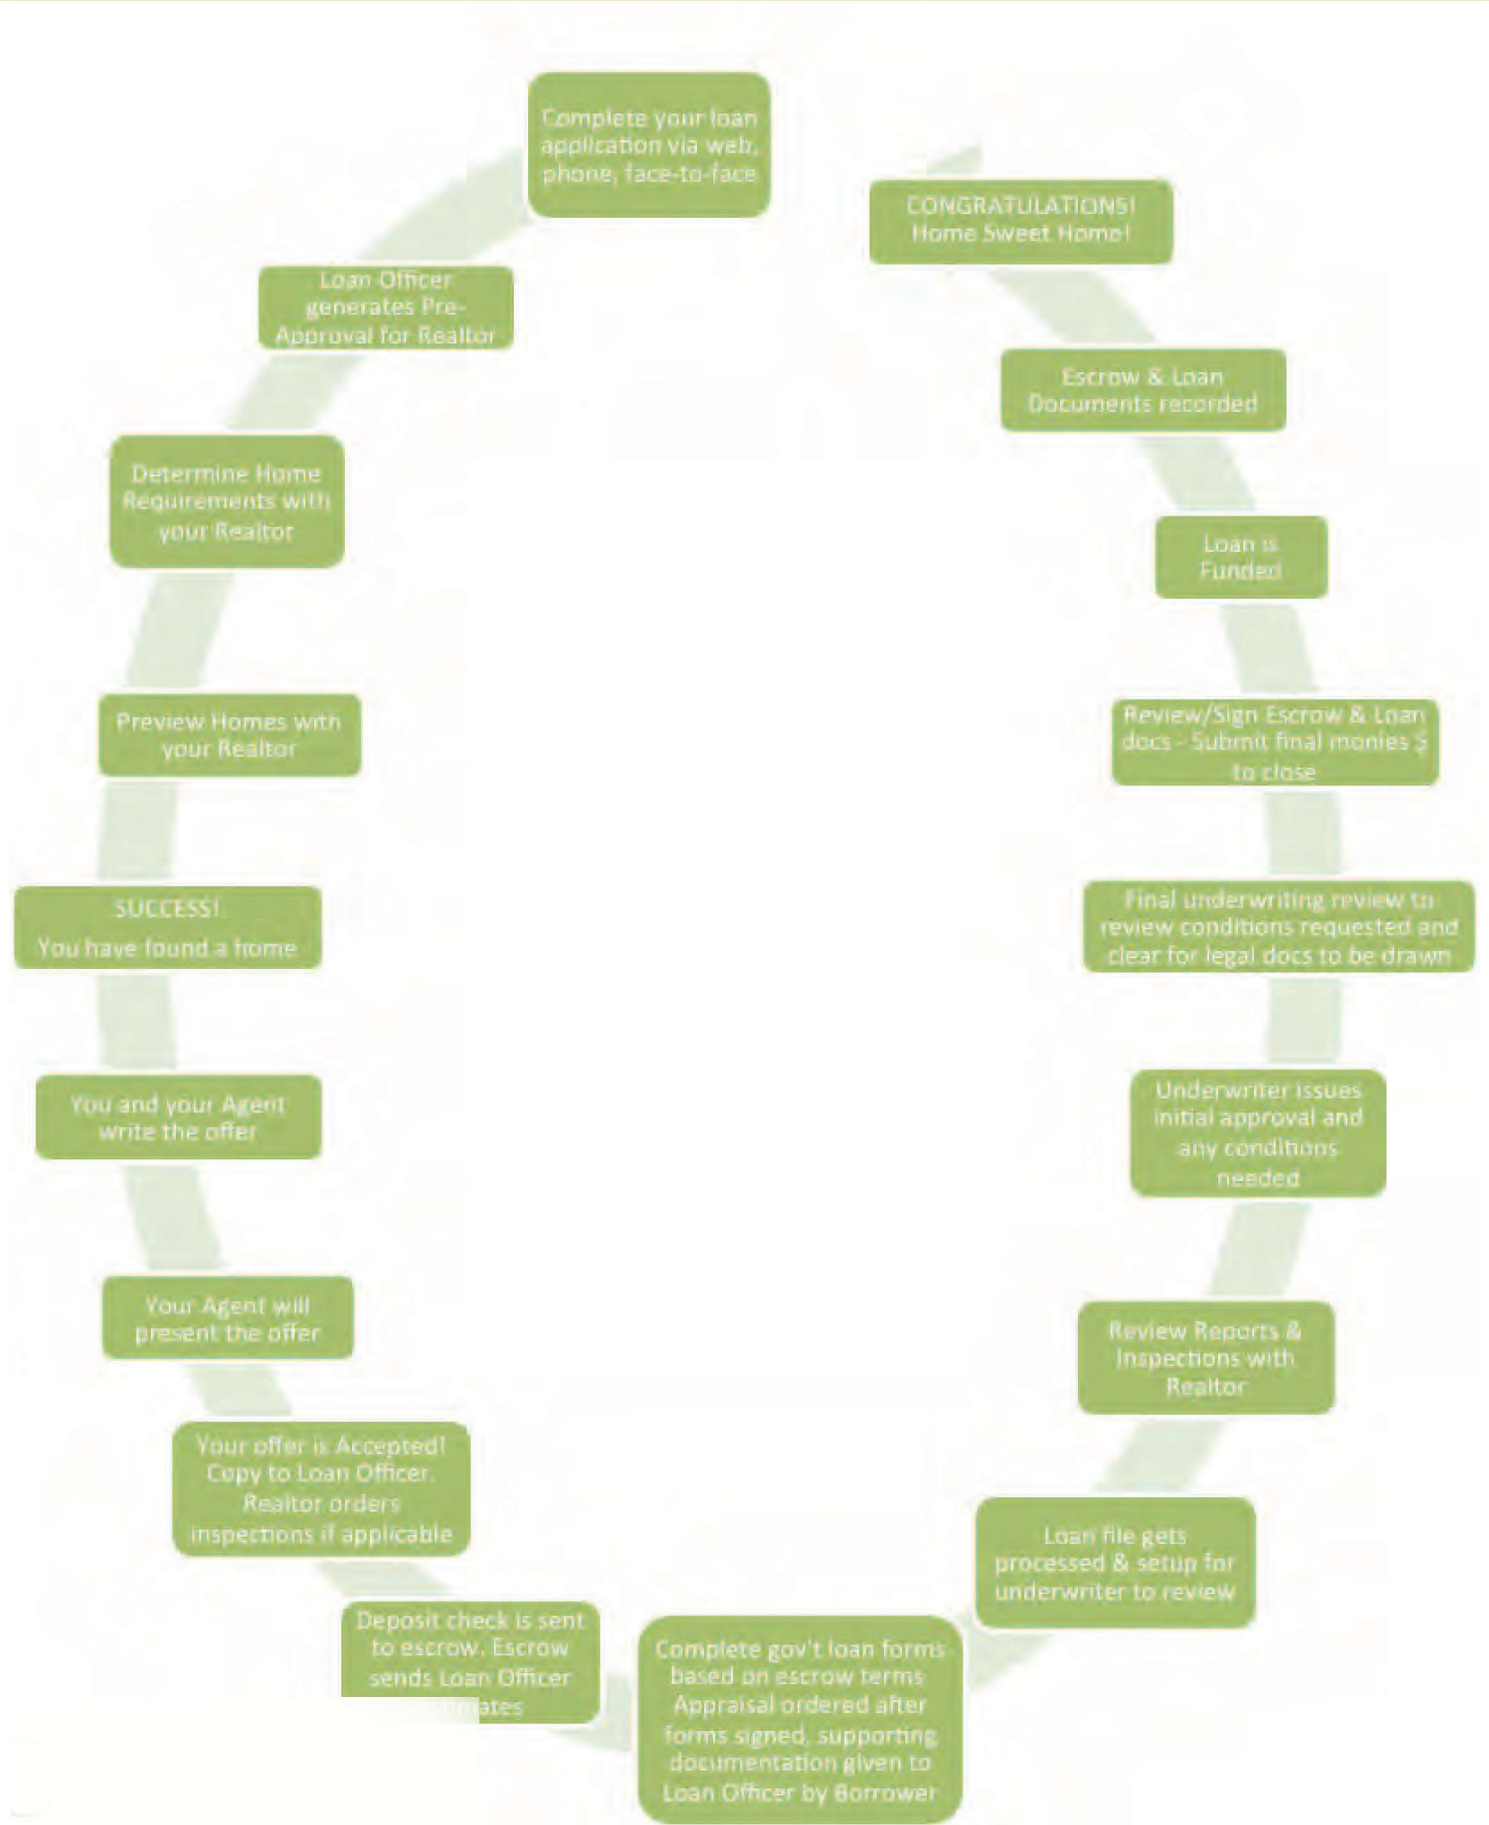 Complete your loan
application via web,
phone, face-to-face
Loan Officer
generates Pre-
Approval for Realtor
Determine Home
Requirements with
your Realtor
Preview Homes with
your Realtor
SUCCESS!
You have found a home
You and your Agent
write the offer
Your Agent will
present the offer
Your offer is Accepted!
Copy to Loan Officer.
Realtor orders
inspections if applicable
Deposit check is sent
to escrow. Escrow
sends Loan Officer
Complete gov't loan forms
based on escrow terms
Appraisal ordered after
forms signed, supporting
documentation given to
Loan Officer by Borrower
Loan file gets
processed & setup for
underwriter to review
Review Reports &
Inspections with
Realtor
Underwriter issues
initial approval and
any conditions
needed
Final underwriting review to
review conditions requested and
clear for legal docs to be drawn
Review/Sign Escrow & Loan
docs - Submit final monies $
to close
Loan is
Funded
Escrow & Loan
Documents recorded
CONGRATULATIONS!
Home Sweet Home!